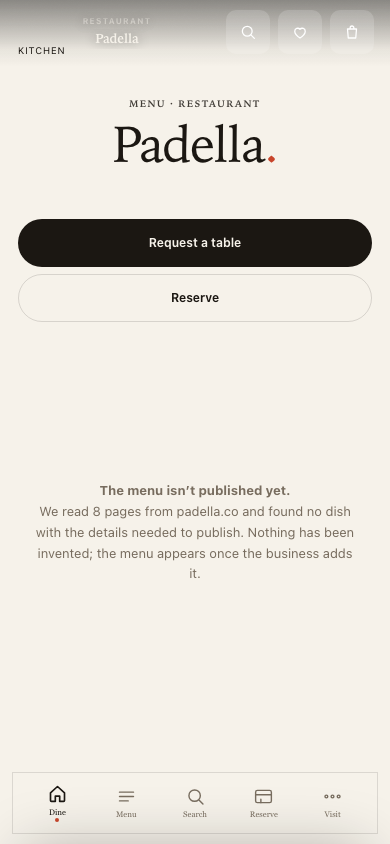 RESTAURANT
Padella
KITCHEN
MENU · RESTAURANT
Padella.
Request a table
Reserve
The menu isn’t published yet.
We read 8 pages from padella.co and found no dish
with the details needed to publish. Nothing has been
invented; the menu appears once the business adds
it.
Dine
Menu
Search
Reserve
Visit